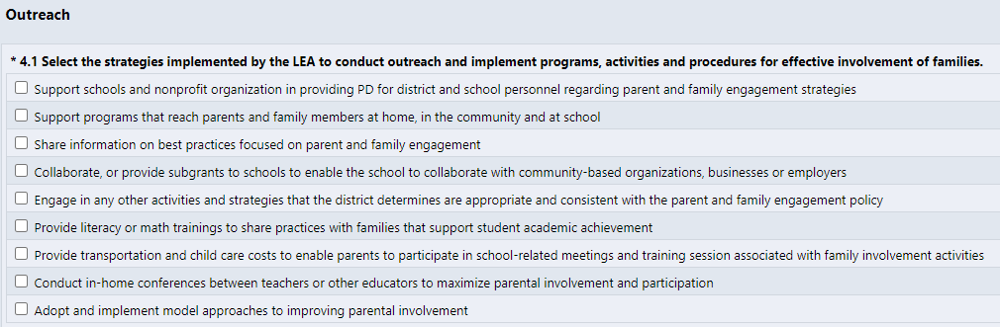 Outreach
* 4.1 Select the strategies implemented by the LEA to conduct outreach and implement programs, activities and procedures for effective involvement of families.
Support schools and nonprofit organization in providing PD for district and school personnel regarding parent and family engagement strategies
Support programs that reach parents and family members at home, in the community and at school
Share information on best practices focused on parent and family engagement
Collaborate, or provide subgrants to schools to enable the school to collaborate with community-based organizations, businesses or employers
Engage in any other activities and strategies that the district determines are appropriate and consistent with the parent and family engagement policy
Provide literacy or math trainings to share practices with families that support student academic achievement
Provide transportation and child care costs to enable parents to participate in school-related meetings and training session associated with family involvement activities
Conduct in-home conferences between teachers or other educators to maximize parental involvement and participation
Adopt and implement model approaches to improving parental involvement